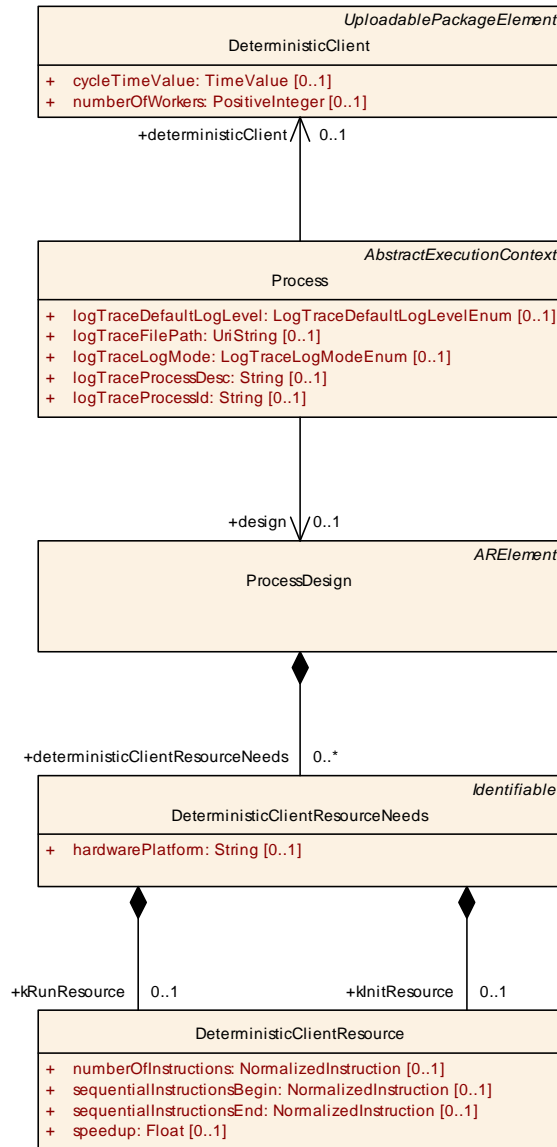 UploadablePackageElement
DeterministicClient
+ cycleTimeValue: TimeValue [0..1]
+ numberOfWorkers: PositiveInteger [0..1]
+deterministicClient 0..1
AbstractExecutionContext
Process
+ logTraceDefaultLogLevel: LogTraceDefaultLogLevelEnum [0..1]
+ logTraceFilePath: UriString [0..1]
+ logTraceLogMode: LogTraceLogModeEnum [0..1]
+ logTraceProcessDesc: String [0..1]
+ logTraceProcessId: String [0..1]
+design 0..1
ARElement
ProcessDesign
+deterministicClientResourceNeeds 0..*
Identifiable
DeterministicClientResourceNeeds
+ hardwarePlatform: String [0..1]
+kRunResource 0..1 +kInitResource 0..1
DeterministicClientResource
+ numberOfInstructions: NormalizedInstruction [0..1]
+ sequentialInstructionsBegin: NormalizedInstruction [0..1]
+ sequentialInstructionsEnd: NormalizedInstruction [0..1]
+ speedup: Float [0..1]